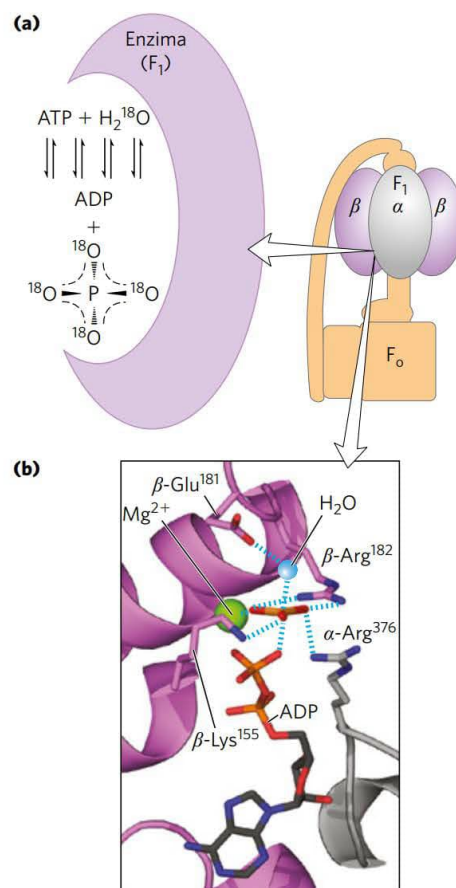 (a)
Enzima
(F₁)
ATP + H₂¹⁸O
ADP
+
¹⁸O
¹⁸O P ¹⁸O
¹⁸O
F₁
β α β
Fₒ
(b)
β-Glu¹⁸¹
Mg²⁺
H₂O
β-Arg¹⁸²
α-Arg³⁷⁶
ADP
β-Lys¹⁵⁵